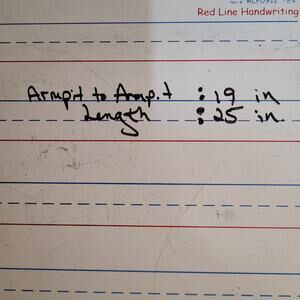 Red Line Handwriting
Armpit to Armpit : 19 in
Length : 25 in.